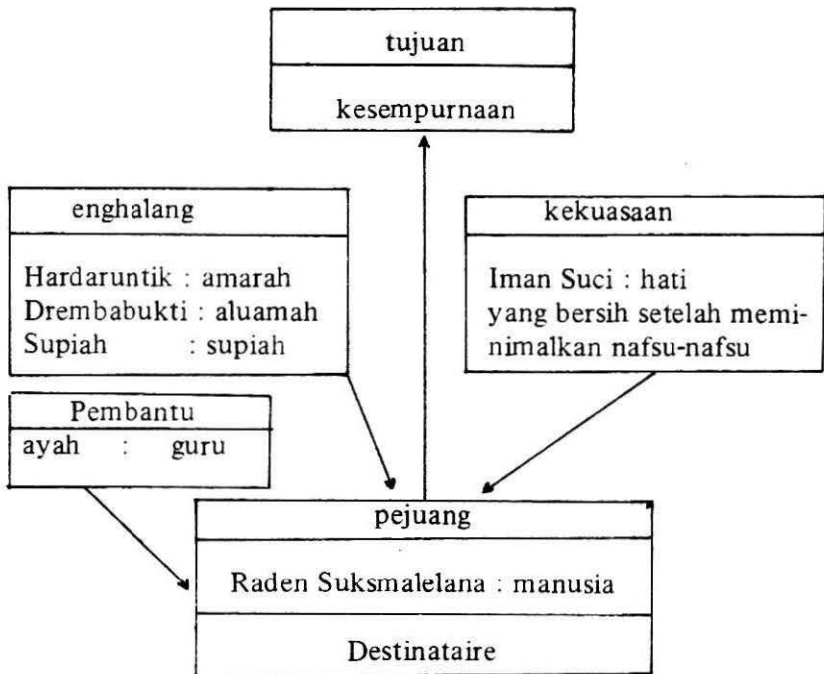 tujuan
kesempurnaan
enghalang
Hardaruntik : amarah
Drembabukti : aluamah
Supiah : supiah
kekuasaan
Iman Suci : hati
yang bersih setelah memi-
nimalkan nafsu-nafsu
Pembantu
ayah : guru
pejuang
Raden Suksmalelana : manusia
Destinataire